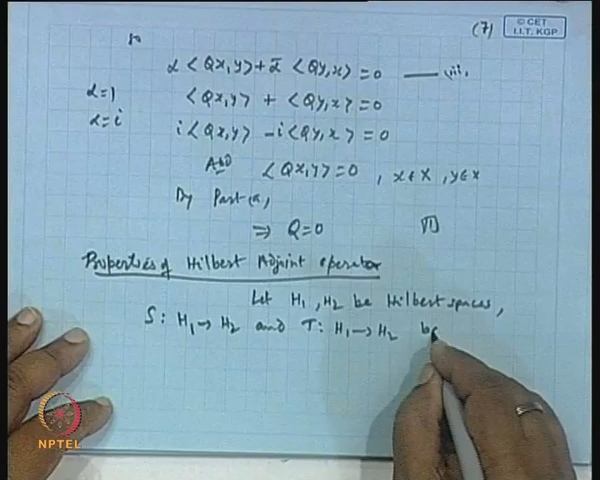 (7) © CET
I.I.T. KGP
so
α <Qx,y> + ᾱ <Qy,x> = 0 —— (ii)
α=1 <Qx,y> + <Qy,x> = 0
α=i i<Qx,y> - i<Qy,x> = 0
Add <Qx,y> = 0 , x∈X, y∈X
By Part (a),
⇒ Q=0
Properties of Hilbert Adjoint operator
Let H₁, H₂ be Hilbert spaces,
S: H₁→H₂ and T: H₁→H₂ be
NPTEL